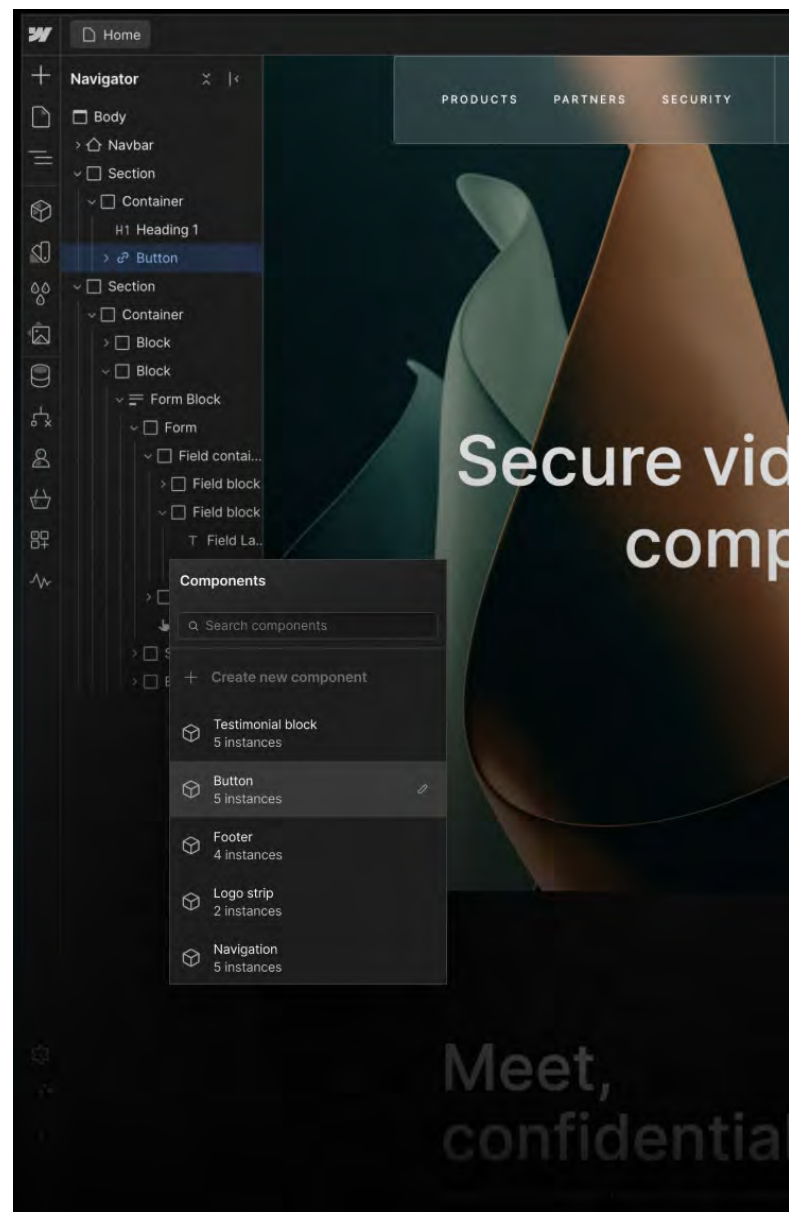 Home
Navigator
Body
Navbar
Section
Container
H1 Heading 1
Button
Section
Container
Block
Block
Form Block
Form
Field contai...
Field block
Field block
T Field La..
PRODUCTS PARTNERS SECURITY
Secure vid
comp
Components
Search components
Create new component
Testimonial block
5 instances
Button
5 instances
Footer
4 instances
Logo strip
2 instances
Navigation
5 instances
Meet,
confidential